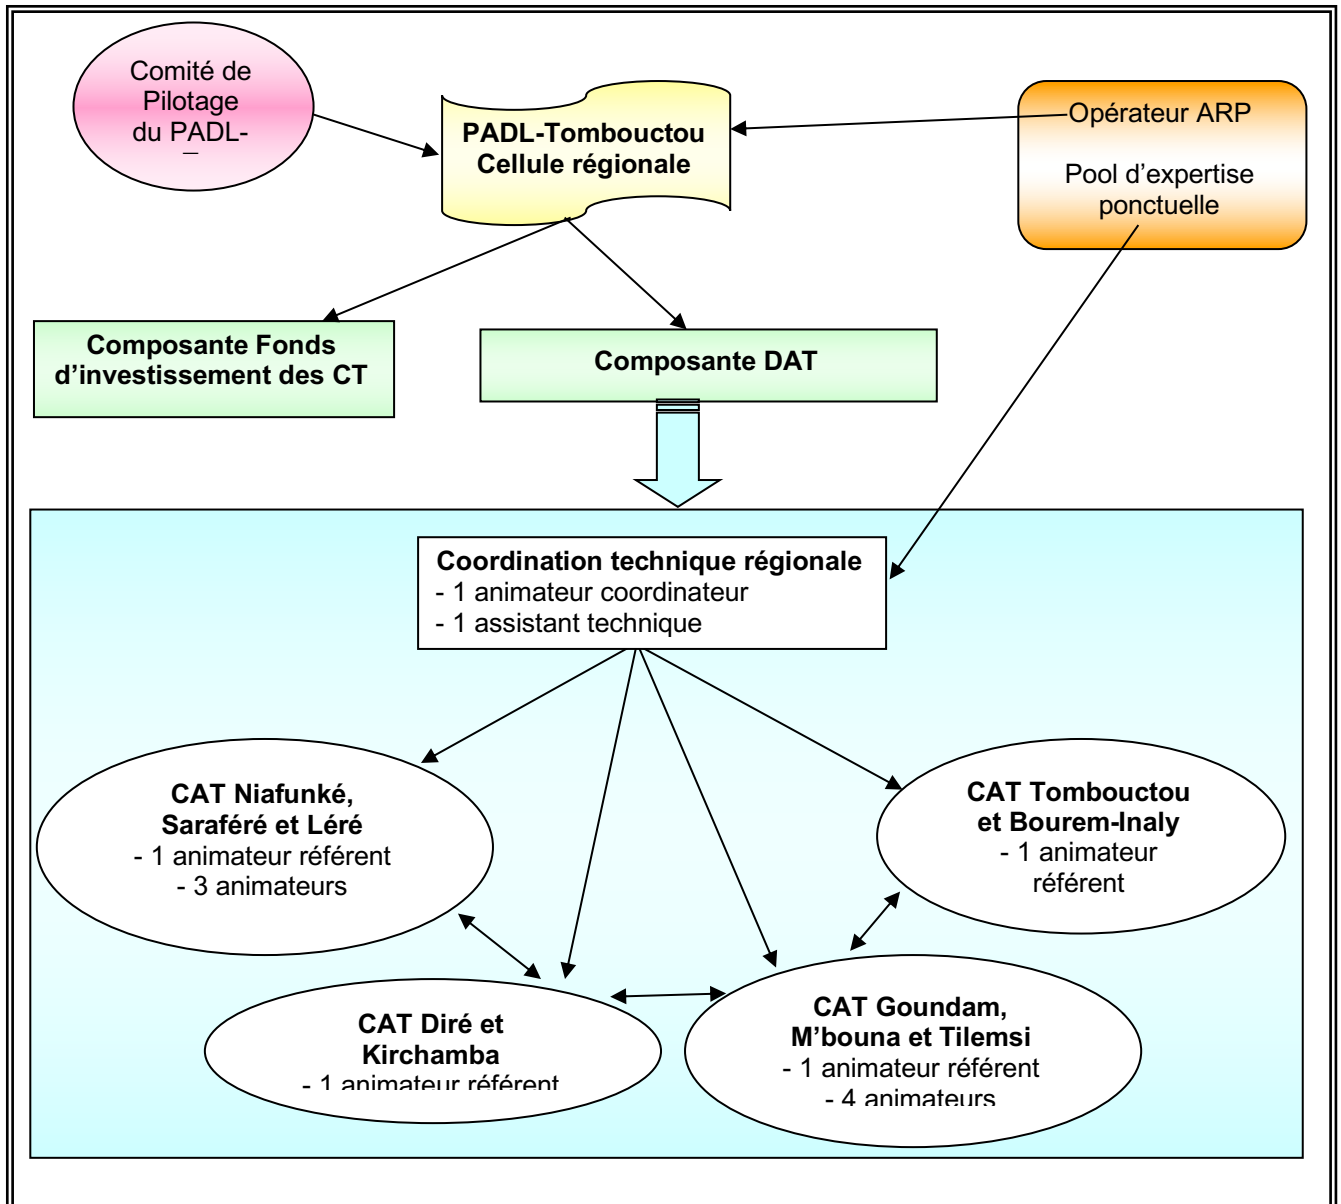 Comité de
Pilotage
du PADL-
PADL-Tombouctou
Cellule régionale
Opérateur ARP
Pool d'expertise
ponctuelle
Composante Fonds
d'investissement des CT
Composante DAT
Coordination technique régionale
- 1 animateur coordinateur
- 1 assistant technique
CAT Niafunké,
Saraféré et Léré
- 1 animateur référent
- 3 animateurs
CAT Tombouctou
et Bourem-Inaly
- 1 animateur
référent
CAT Diré et
Kirchamba
- 1 animateur référent
CAT Goundam,
M'bouna et Tilemsi
- 1 animateur référent
- 4 animateurs